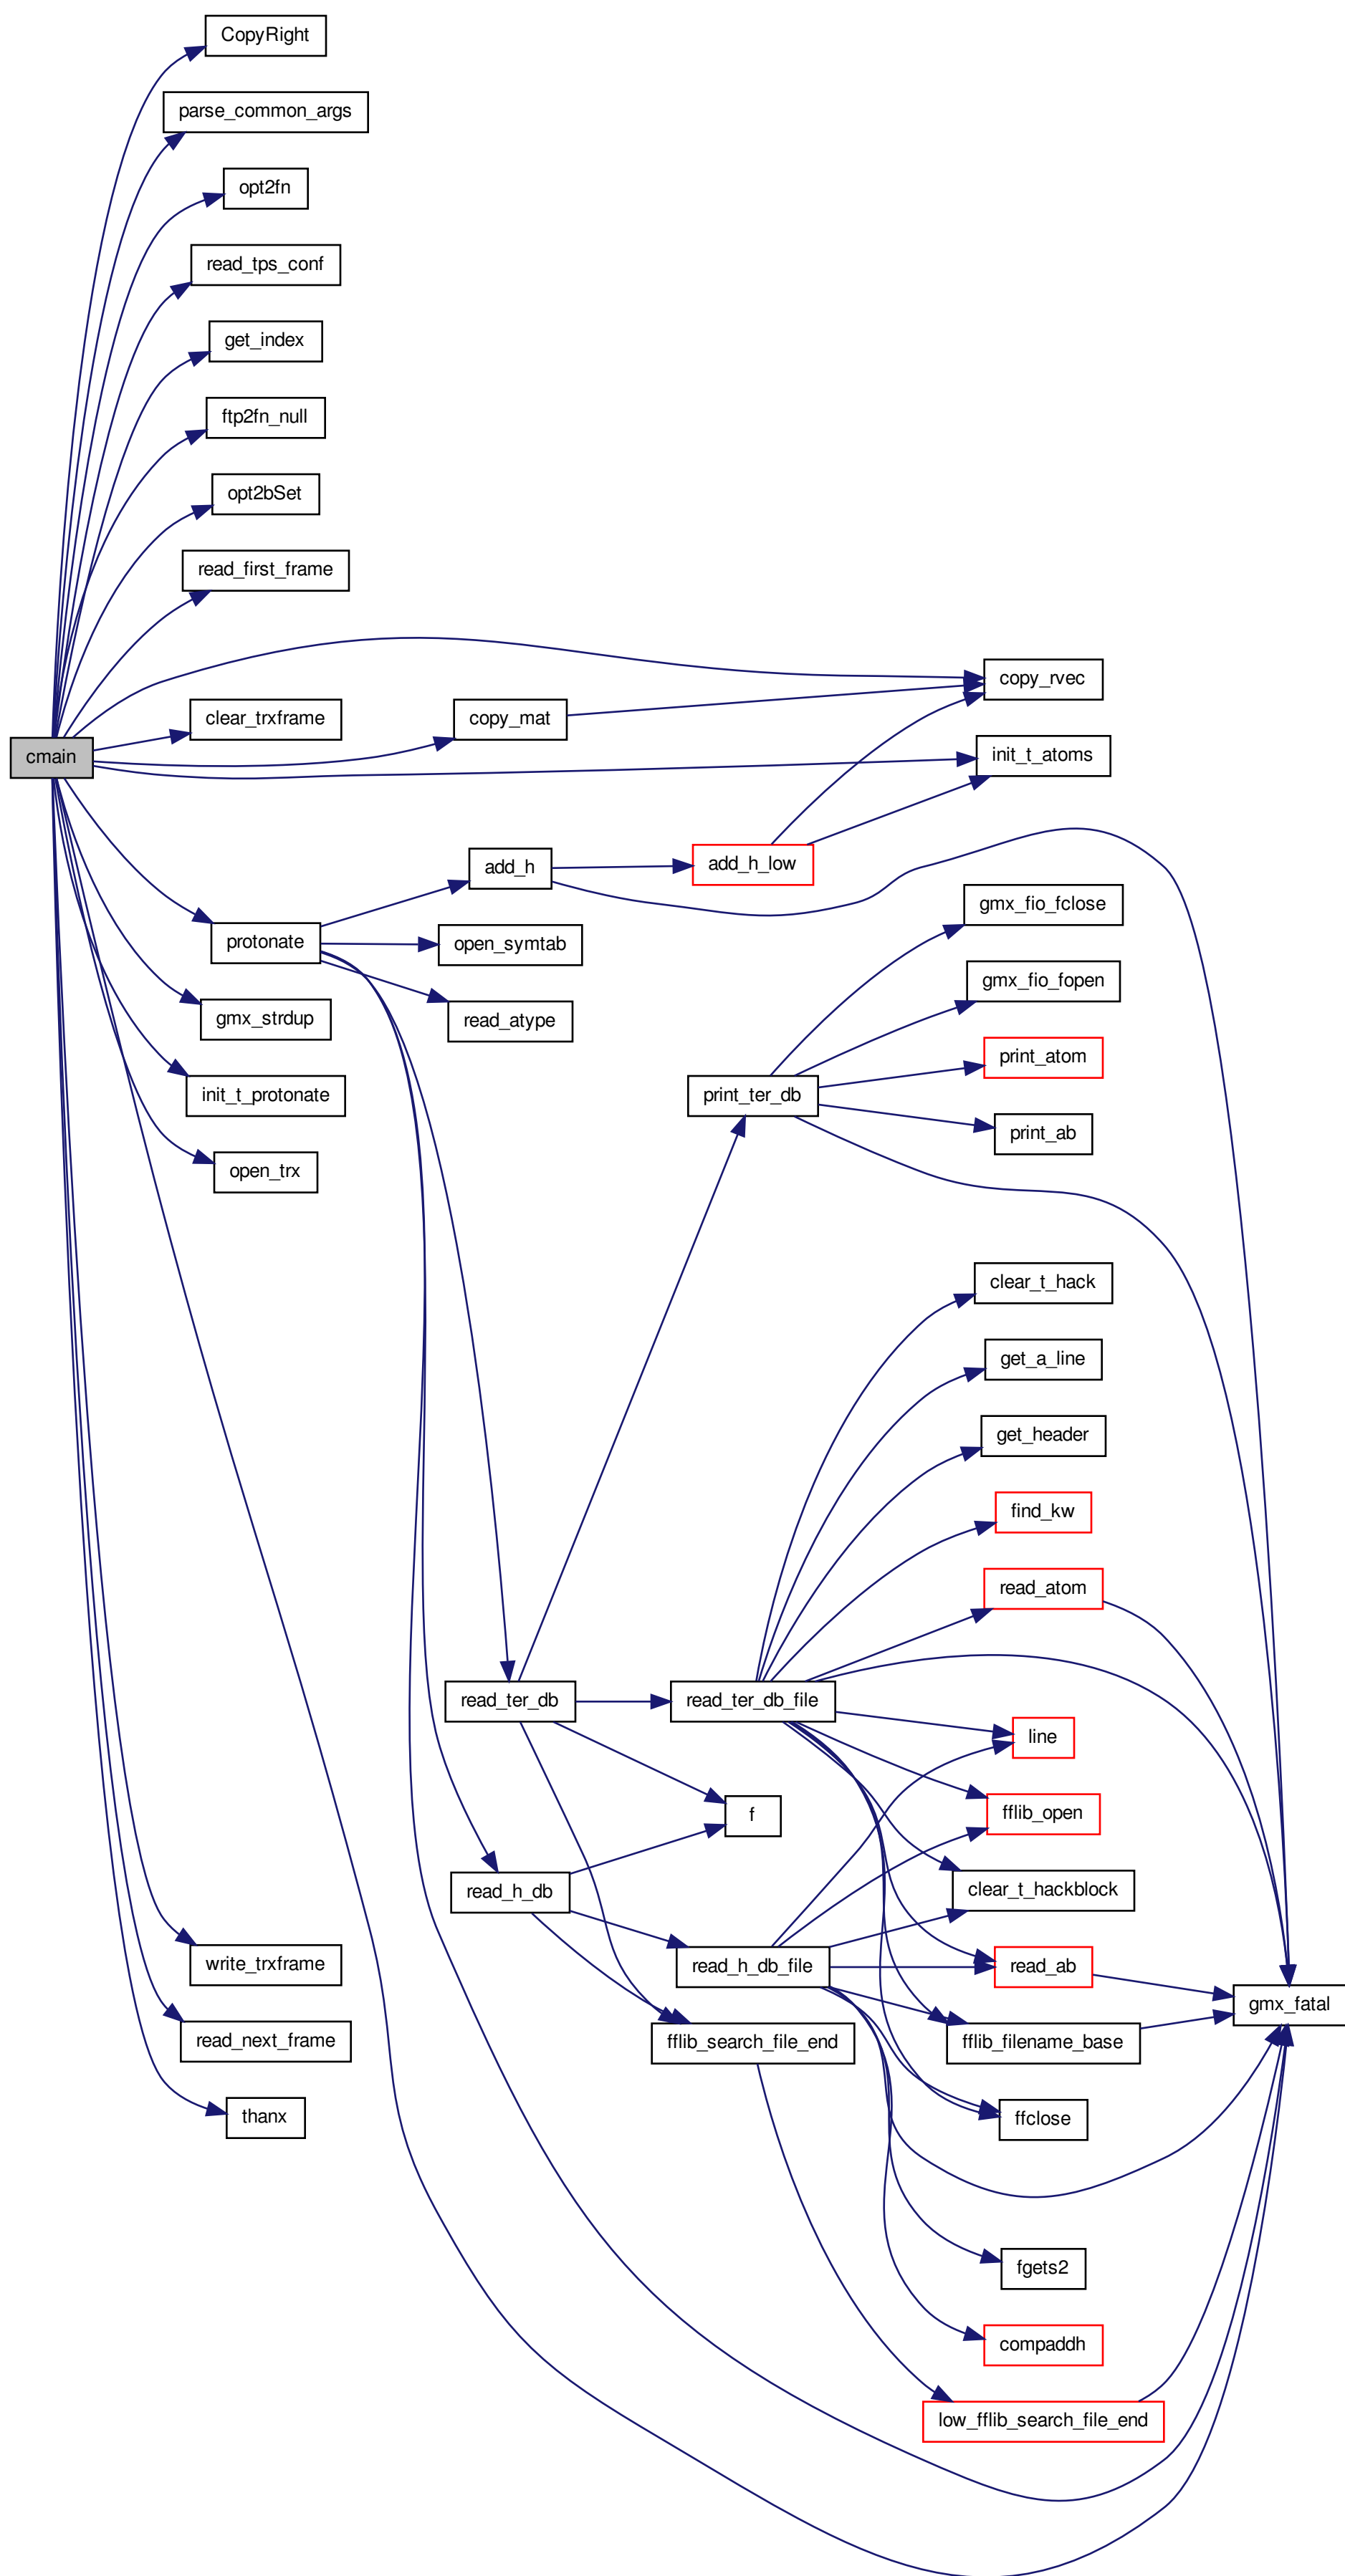 CopyRight
parse_common_args
opt2fn
read_tps_conf
get_index
ftp2fn_null
opt2bSet
read_first_frame
copy_rvec
clear_trxframe
copy_mat
init_t_atoms
cmain
add_h
add_h_low
gmx_fio_fclose
protonate
open_symtab
gmx_fio_fopen
gmx_strdup
read_atype
print_atom
init_t_protonate
print_ter_db
print_ab
open_trx
clear_t_hack
get_a_line
get_header
find_kw
read_atom
read_ter_db
read_ter_db_file
line
f
fflib_open
read_h_db
clear_t_hackblock
write_trxframe
read_h_db_file
read_ab
gmx_fatal
read_next_frame
fflib_search_file_end
fflib_filename_base
thanx
ffclose
fgets2
compaddh
low_fflib_search_file_end